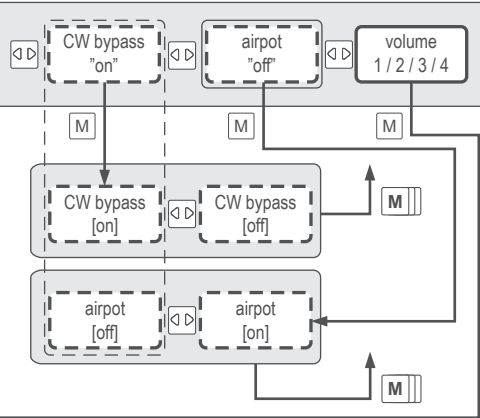 CW bypass
"on"
airpot
"off"
volume
1 / 2 / 3 / 4
M
M
M
CW bypass
[on]
CW bypass
[off]
M
airpot
[off]
airpot
[on]
M